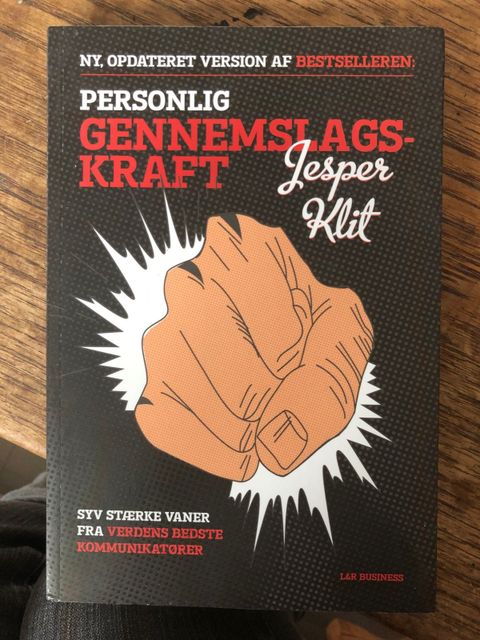 NY, OPDATERET VERSION AF BESTSELLEREN:
PERSONLIG
GENNEMSLAGS-
KRAFT
Jesper
Klit
SYV STÆRKE VANER
FRA VERDENS BEDSTE
KOMMUNIKATØRER
L&R BUSINESS